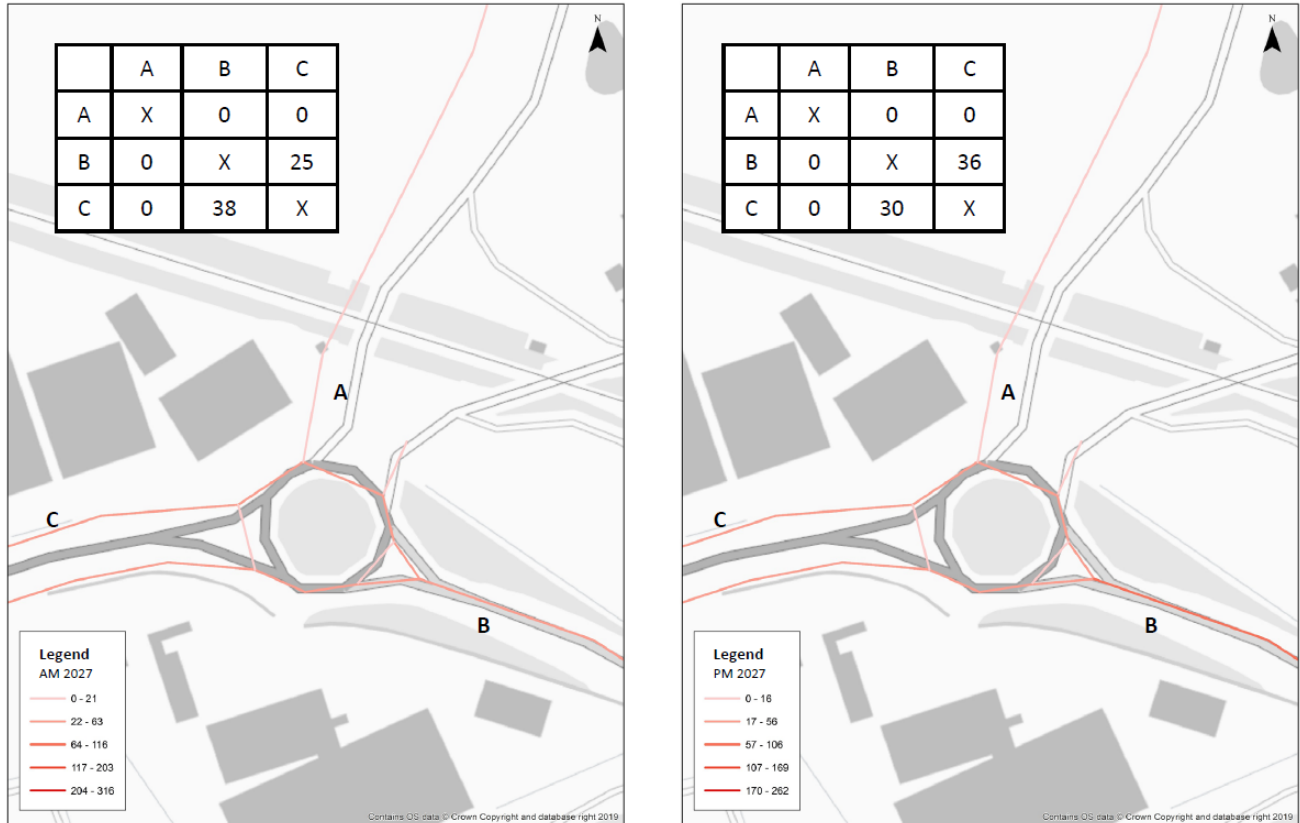 N
A B C
A X 0 0
B 0 X 25
C 0 38 X
A
C
B
Legend
AM 2027
0 - 21
22 - 63
64 - 116
117 - 203
204 - 316
Contains OS data © Crown Copyright and database right 2019
N
A B C
A X 0 0
B 0 X 36
C 0 30 X
A
C
B
Legend
PM 2027
0 - 16
17 - 56
57 - 106
107 - 169
170 - 262
Contains OS data © Crown Copyright and database right 2019